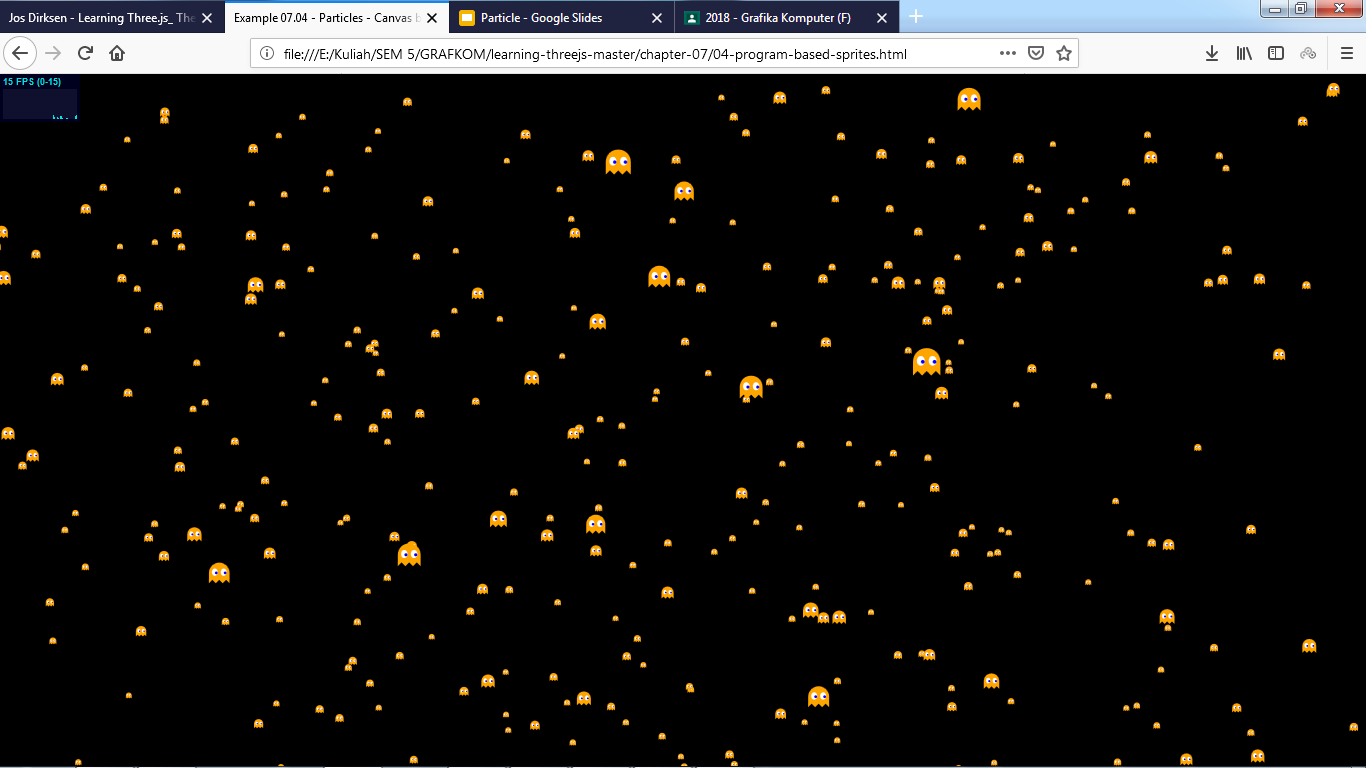 Jos Dirksen - Learning Three.js_ The
Example 07.04 - Particles - Canvas b
Particle - Google Slides
2018 - Grafika Komputer (F)
file:///E:/Kuliah/SEM 5/GRAFKOM/learning-threejs-master/chapter-07/04-program-based-sprites.html
15 FPS (0-15)